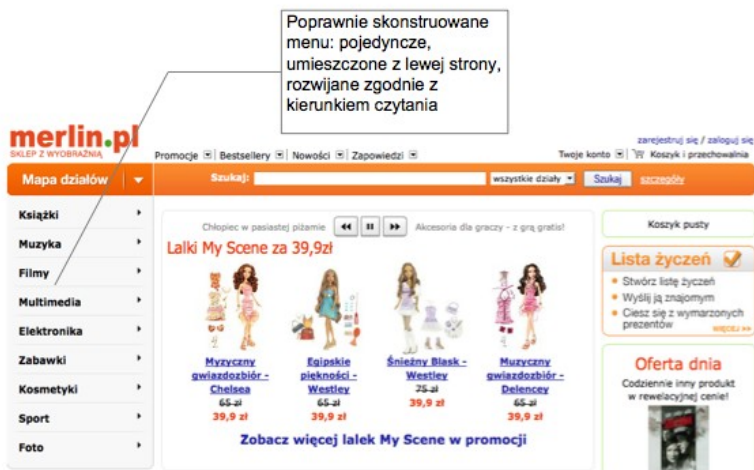 Poprawnie skonstruowane
menu: pojedyncze,
umieszczone z lewej strony,
rozwijane zgodnie z
kierunkiem czytania
merlin.pl
SKLEP Z WYOBRAŹNIĄ
zarejestruj się / zaloguj się
Promocje | Bestsellery | Nowości | Zapowiedzi
Twoje konto | Koszyk i przechowalnia
Mapa działów
Szukaj:
wszystkie działy
Szukaj
szczegóły
Książki
Muzyka
Filmy
Multimedia
Elektronika
Zabawki
Kosmetyki
Sport
Foto
Chłopiec w pasiastej piżamie
Akcesoria dla graczy - z grą gratis!
Lalki My Scene za 39,9zł
Myzyczny
gwiazdozbiór -
Chelsea
65 zł
39,9 zł
Egipskie
piękności -
Westley
65 zł
39,9 zł
Śnieżny Blask -
Westley
75 zł
39,9 zł
Muzyczny
gwiazdozbiór -
Delencey
65 zł
39,9 zł
Zobacz więcej lalek My Scene w promocji
Koszyk pusty
Lista życzeń
Stwórz listę życzeń
Wyślij ją znajomym
Ciesz się z wymarzonych
prezentów
więcej »»
Oferta dnia
Codziennie inny produkt
w rewelacyjnej cenie!